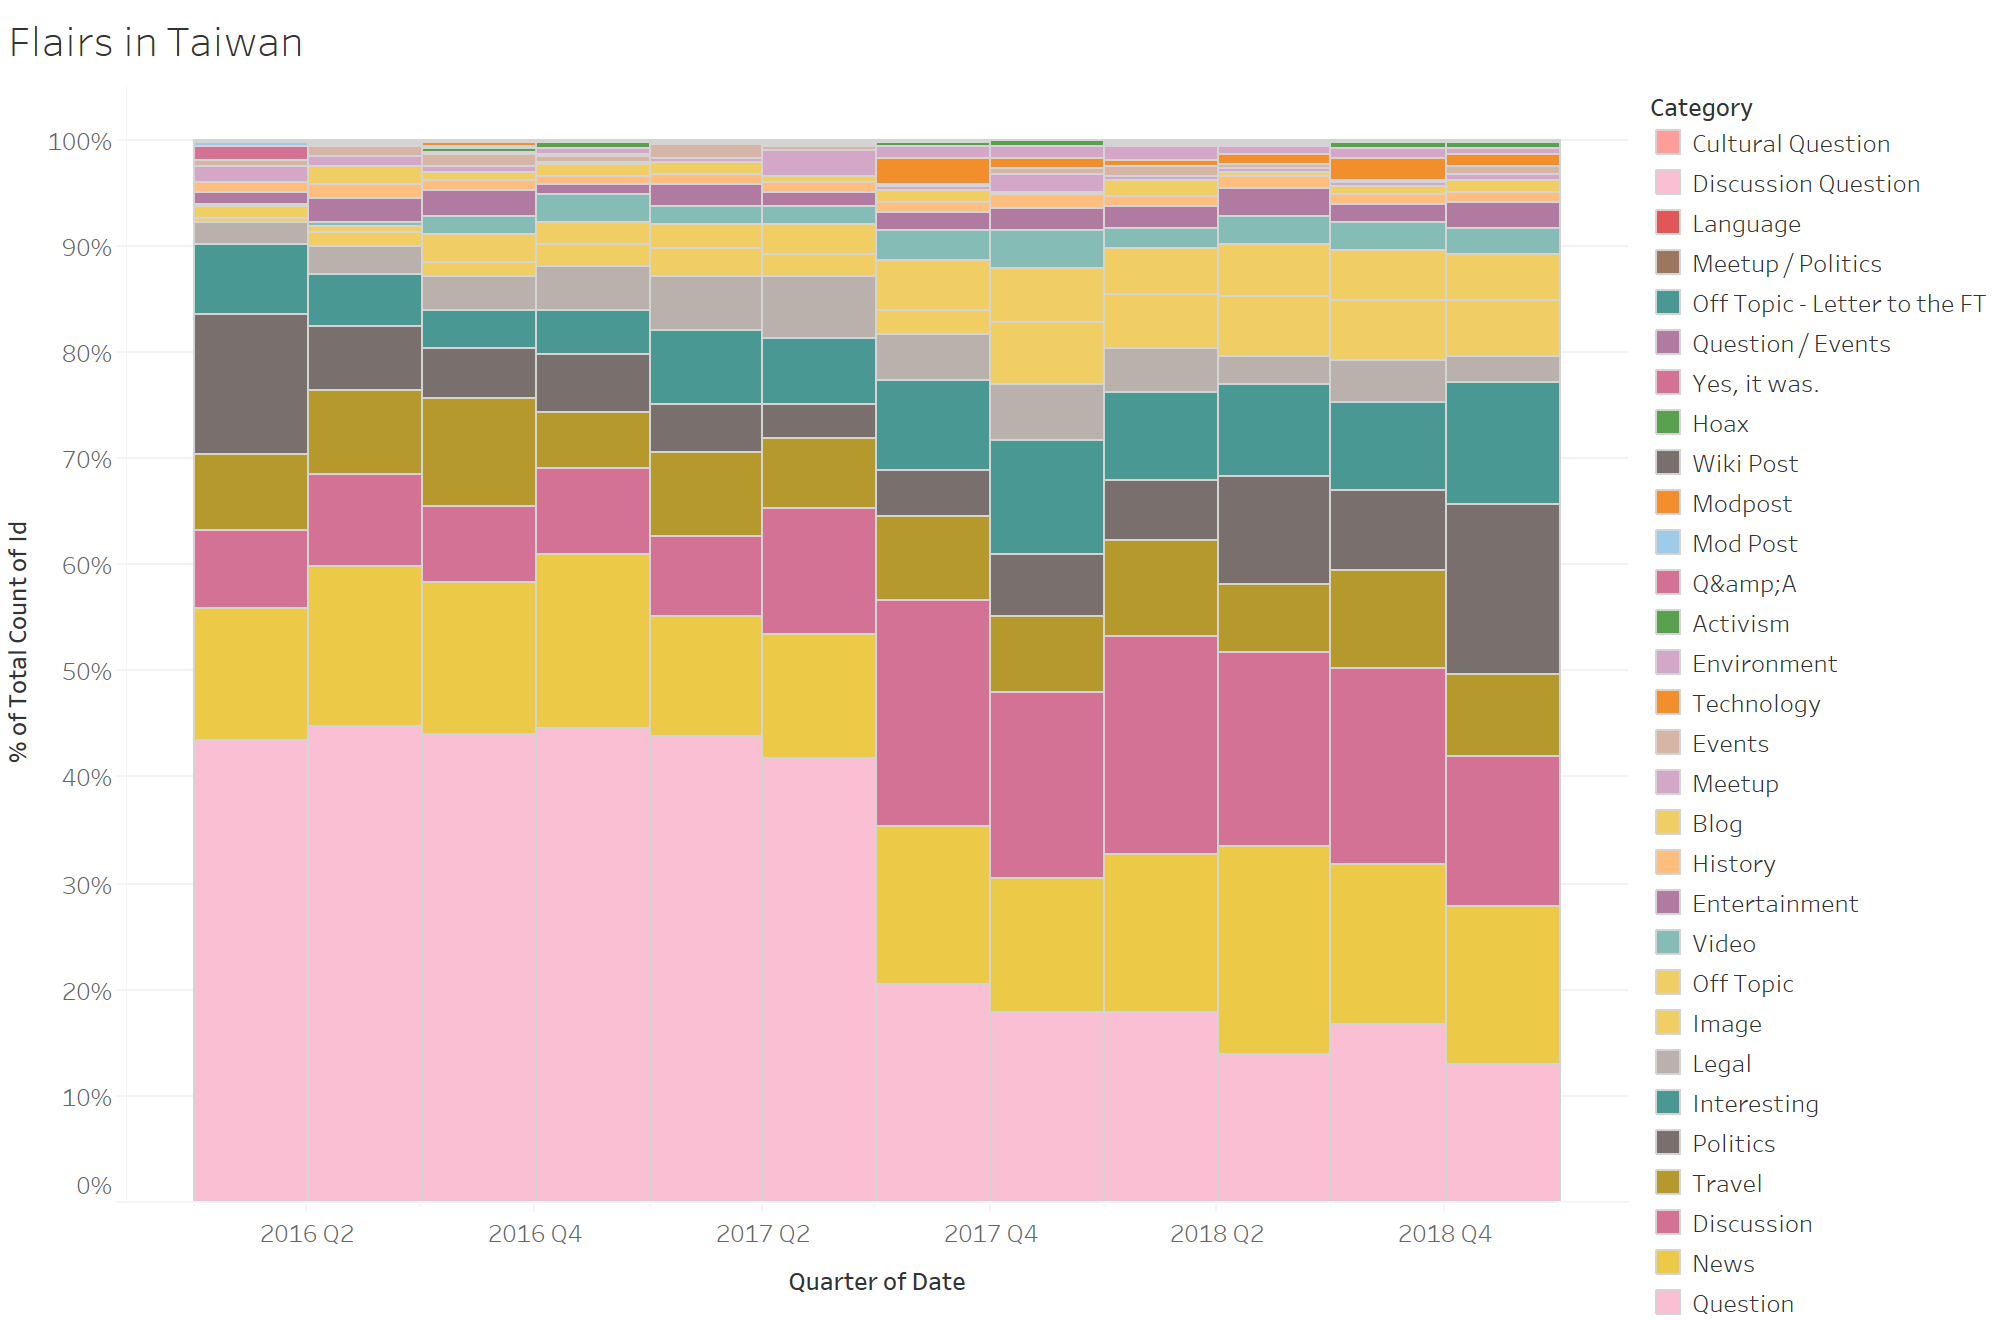 Flairs in Taiwan
100%
90%
80%
70%
60%
50%
40%
30%
20%
10%
0%
% of Total Count of Id
2016 Q2
2016 Q4
2017 Q2
2017 Q4
2018 Q2
2018 Q4
Quarter of Date
Category
Cultural Question
Discussion Question
Language
Meetup / Politics
Off Topic - Letter to the FT
Question / Events
Yes, it was.
Hoax
Wiki Post
Modpost
Mod Post
Q&amp;A
Activism
Environment
Technology
Events
Meetup
Blog
History
Entertainment
Video
Off Topic
Image
Legal
Interesting
Politics
Travel
Discussion
News
Question